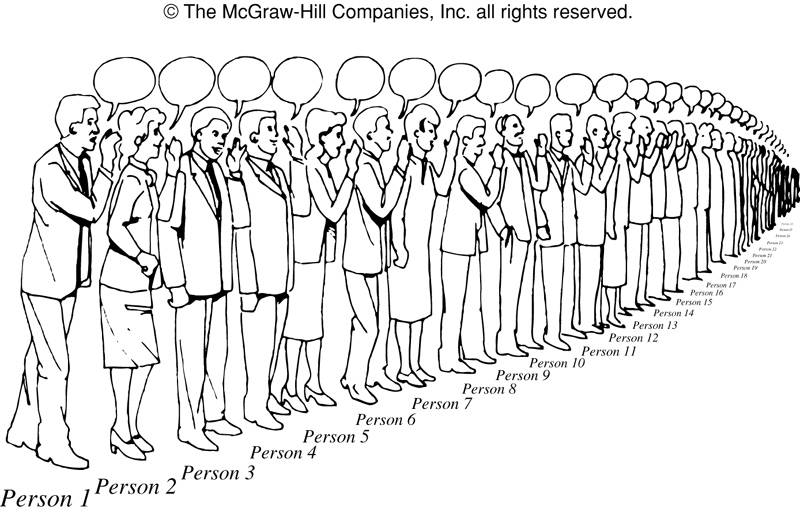 © The McGraw-Hill Companies, Inc. all rights reserved.
Person 1
Person 2
Person 3
Person 4
Person 5
Person 6
Person 7
Person 8
Person 9
Person 10
Person 11
Person 12
Person 13
Person 14
Person 15
Person 16
Person 17
Person 18
Person 19
Person 20
Person 21
Person 22